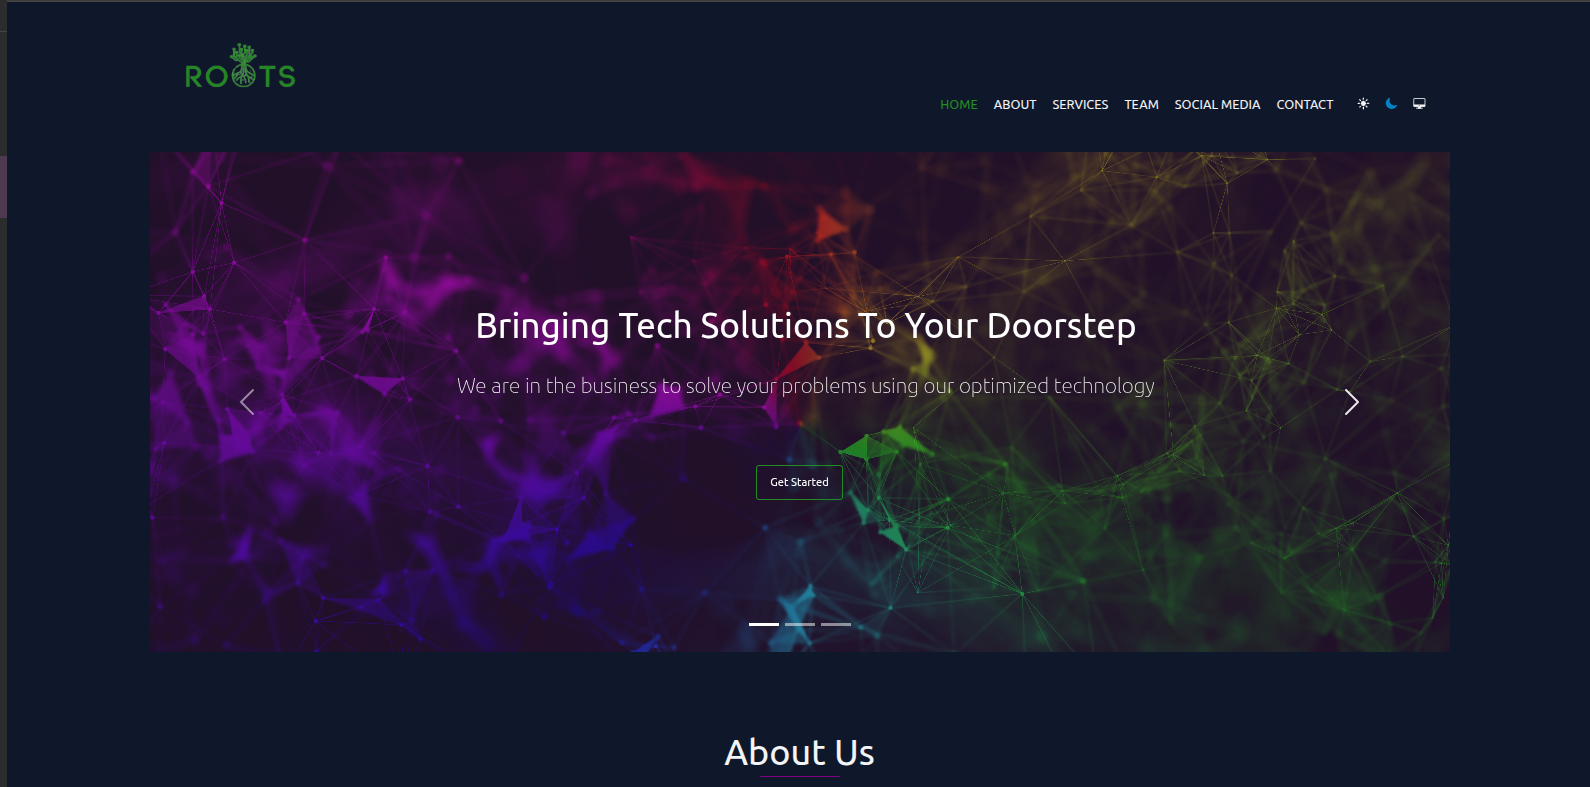 ROOTS
HOME ABOUT SERVICES TEAM SOCIAL MEDIA CONTACT
Bringing Tech Solutions To Your Doorstep
We are in the business to solve your problems using our optimized technology
Get Started
About Us